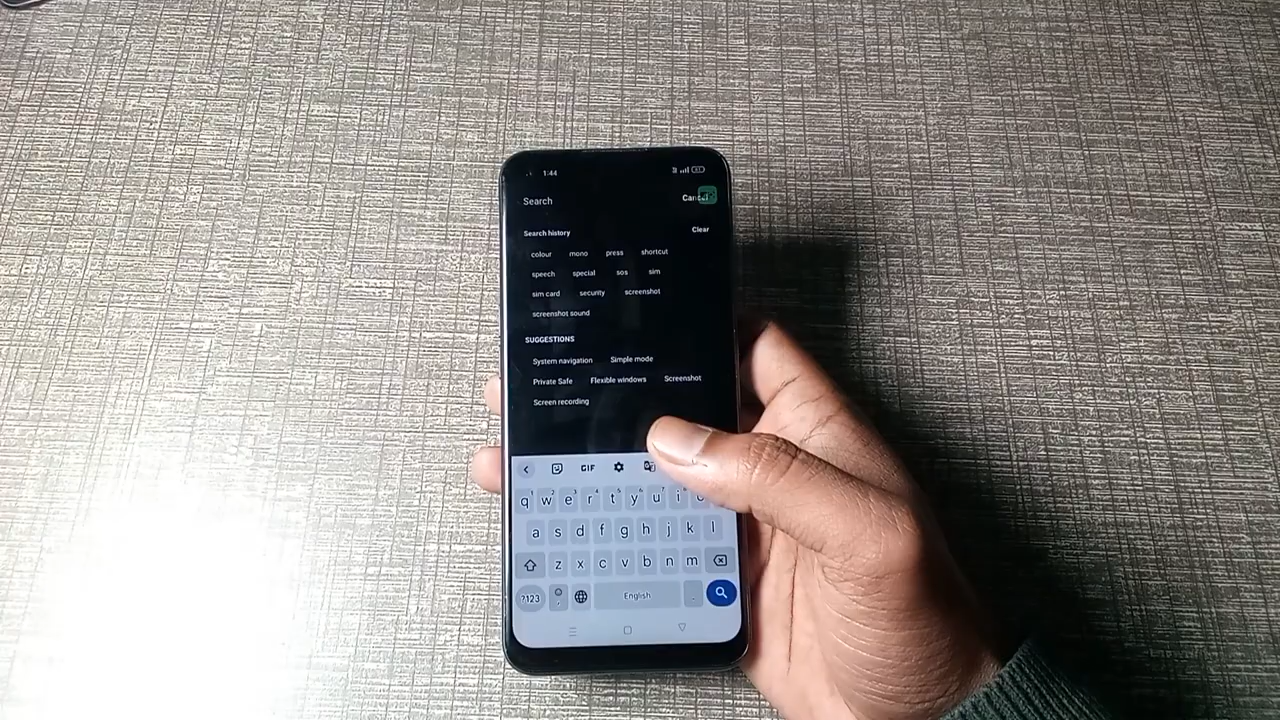 1:44
Search
Search history Clear
colour mono press shortcut
speech special sos sim
sim card security screenshot
screenshot sound
SUGGESTIONS
System navigation Simple mode
Private Safe Flexible windows Screenshot
Screen recording
GIF
q w e r t y u i
a s d f g h j k l
z x c v b n m
?123 , English .